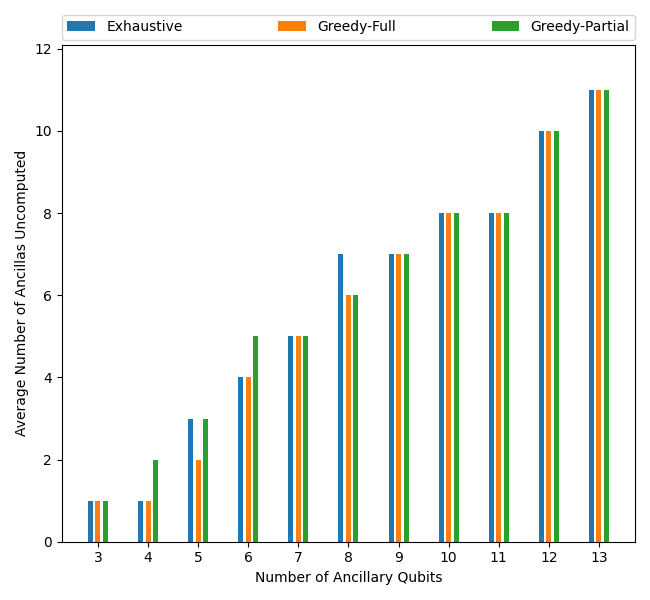 Exhaustive Greedy-Full Greedy-Partial
12
10
8
6
4
2
0
Average Number of Ancillas Uncomputed
3 4 5 6 7 8 9 10 11 12 13
Number of Ancillary Qubits